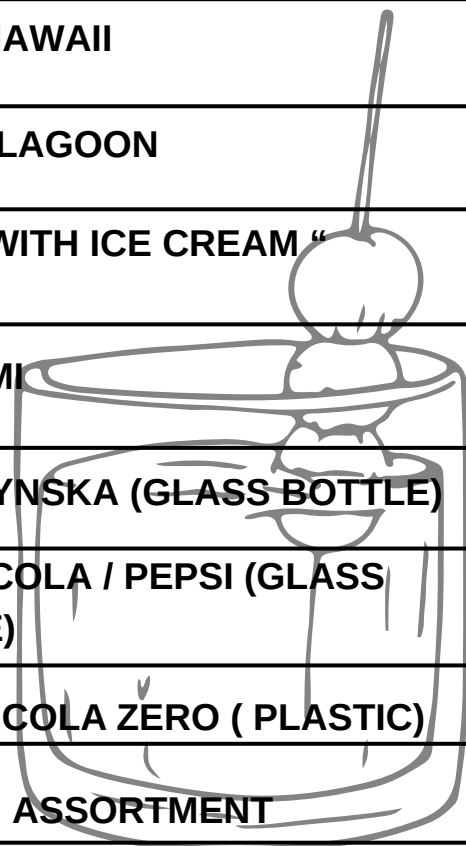 AWAII
LAGOON
WITH ICE CREAM “
MI
YNSKA (GLASS BOTTLE)
COLA / PEPSI (GLASS
E)
COLA ZERO ( PLASTIC)
ASSORTMENT